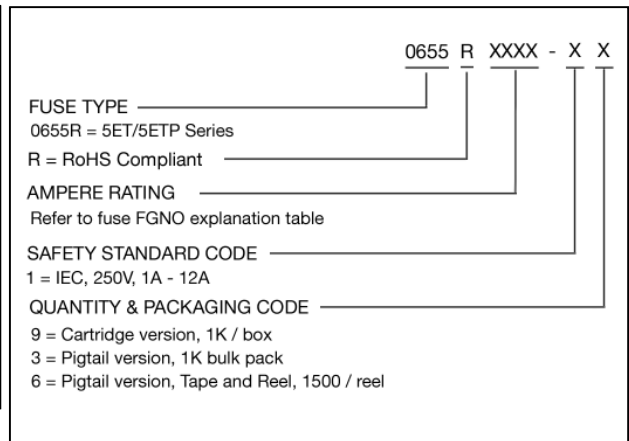 0655 R XXXX - X X
FUSE TYPE
0655R = 5ET/5ETP Series
R = RoHS Compliant
AMPERE RATING
Refer to fuse FGNO explanation table
SAFETY STANDARD CODE
1 = IEC, 250V, 1A - 12A
QUANTITY & PACKAGING CODE
9 = Cartridge version, 1K / box
3 = Pigtail version, 1K bulk pack
6 = Pigtail version, Tape and Reel, 1500 / reel